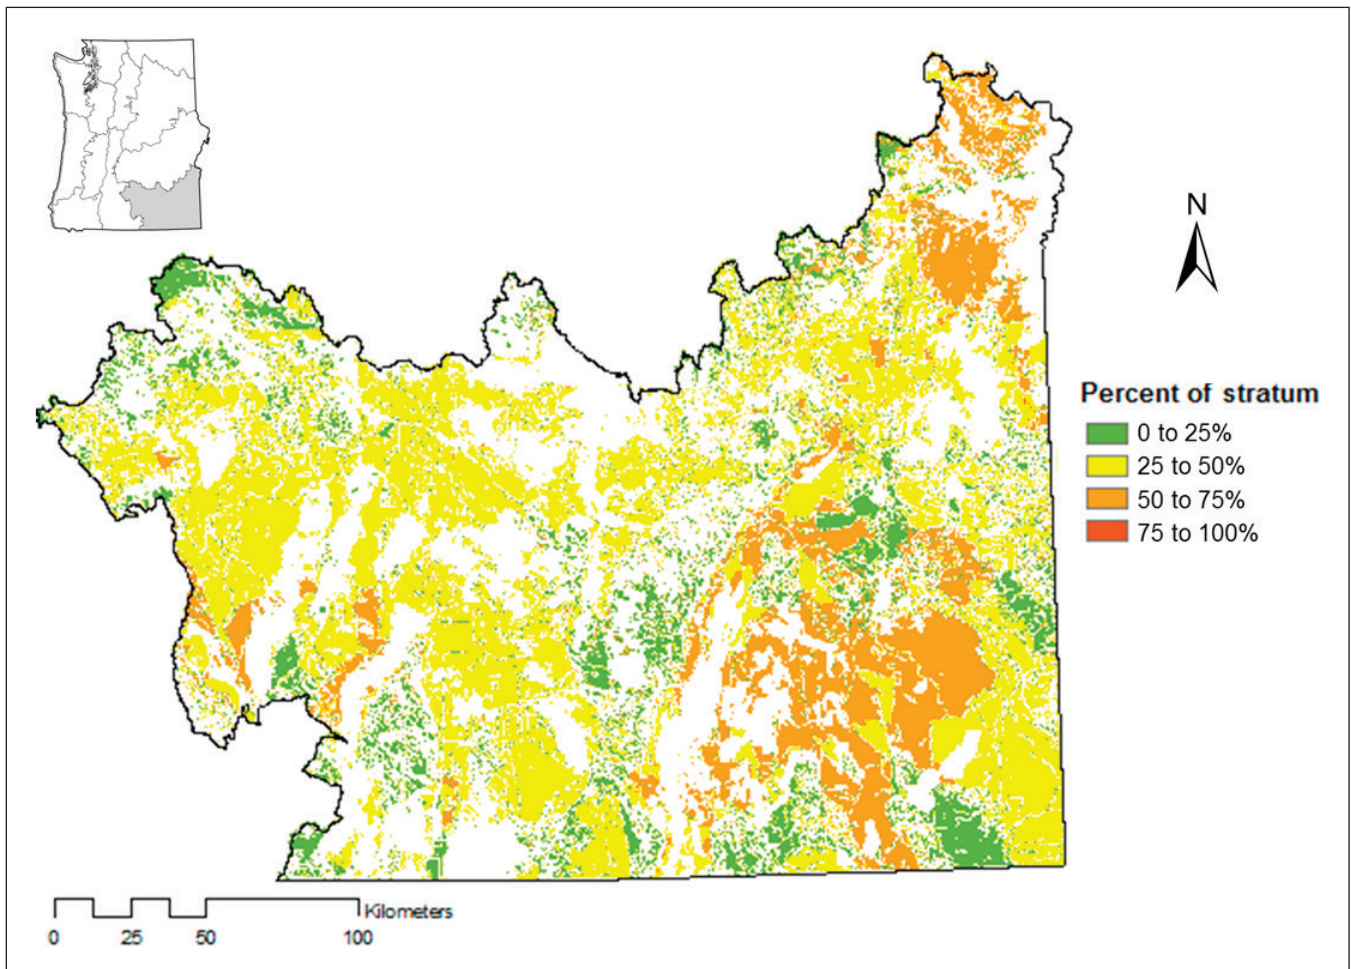 N
Percent of stratum
0 to 25%
25 to 50%
50 to 75%
75 to 100%
Kilometers
0 25 50 100